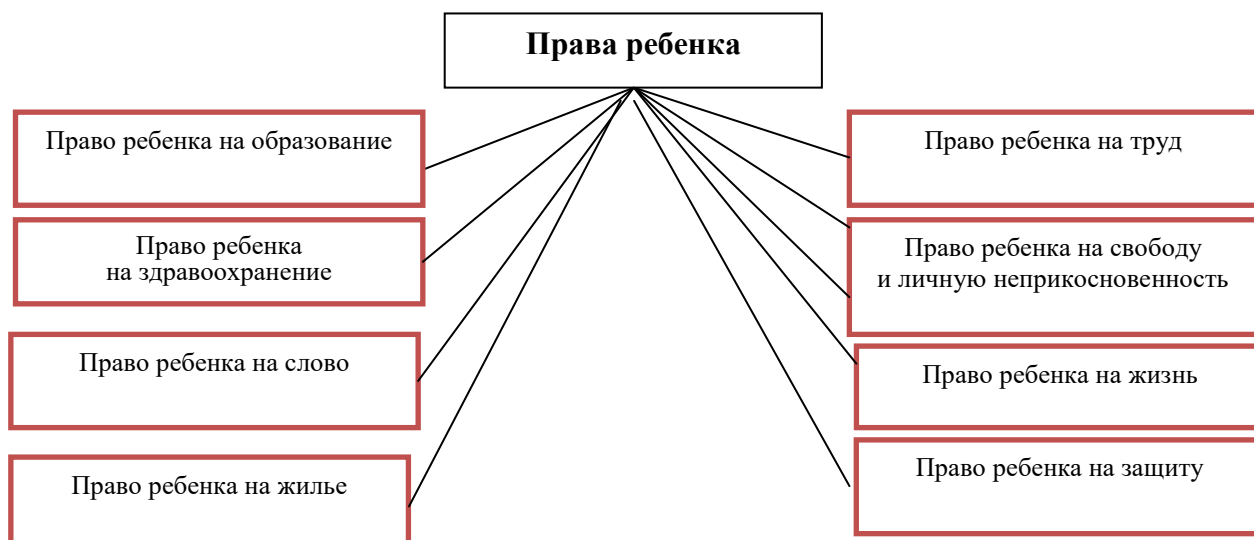 Права ребенка
Право ребенка на образование
Право ребенка
на здравоохранение
Право ребенка на слово
Право ребенка на жилье
Право ребенка на труд
Право ребенка на свободу
и личную неприкосновенность
Право ребенка на жизнь
Право ребенка на защиту